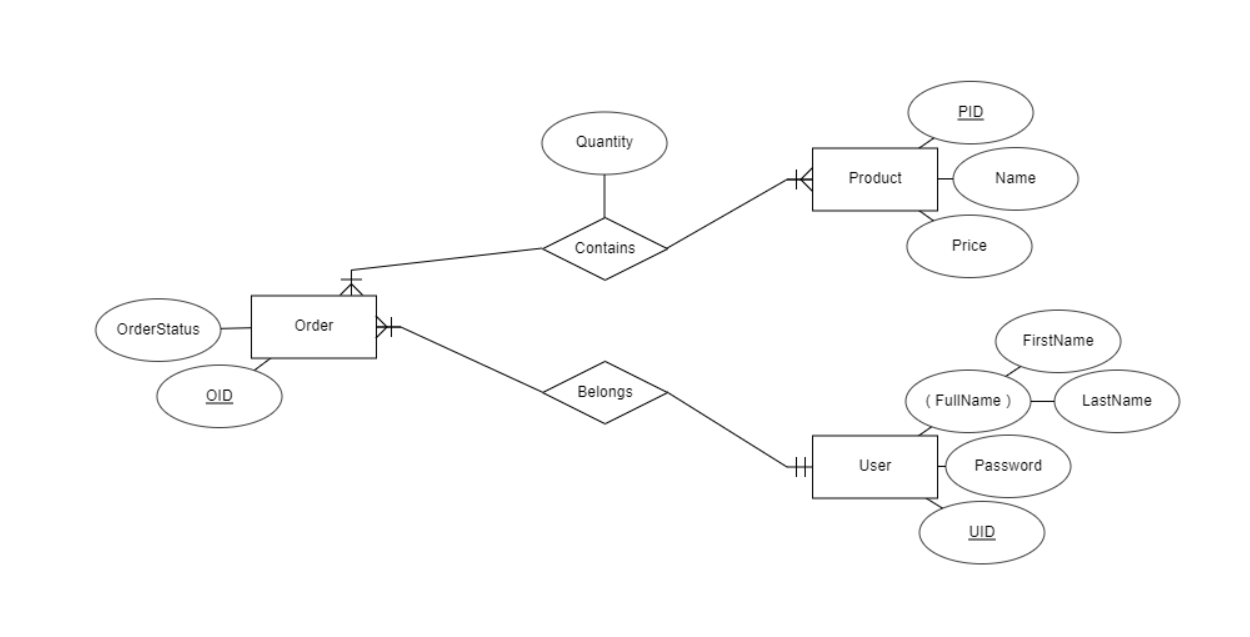 PID
Quantity
Product
Name
Contains
Price
Order
OrderStatus
FirstName
OID
Belongs
( FullName )
LastName
User
Password
UID